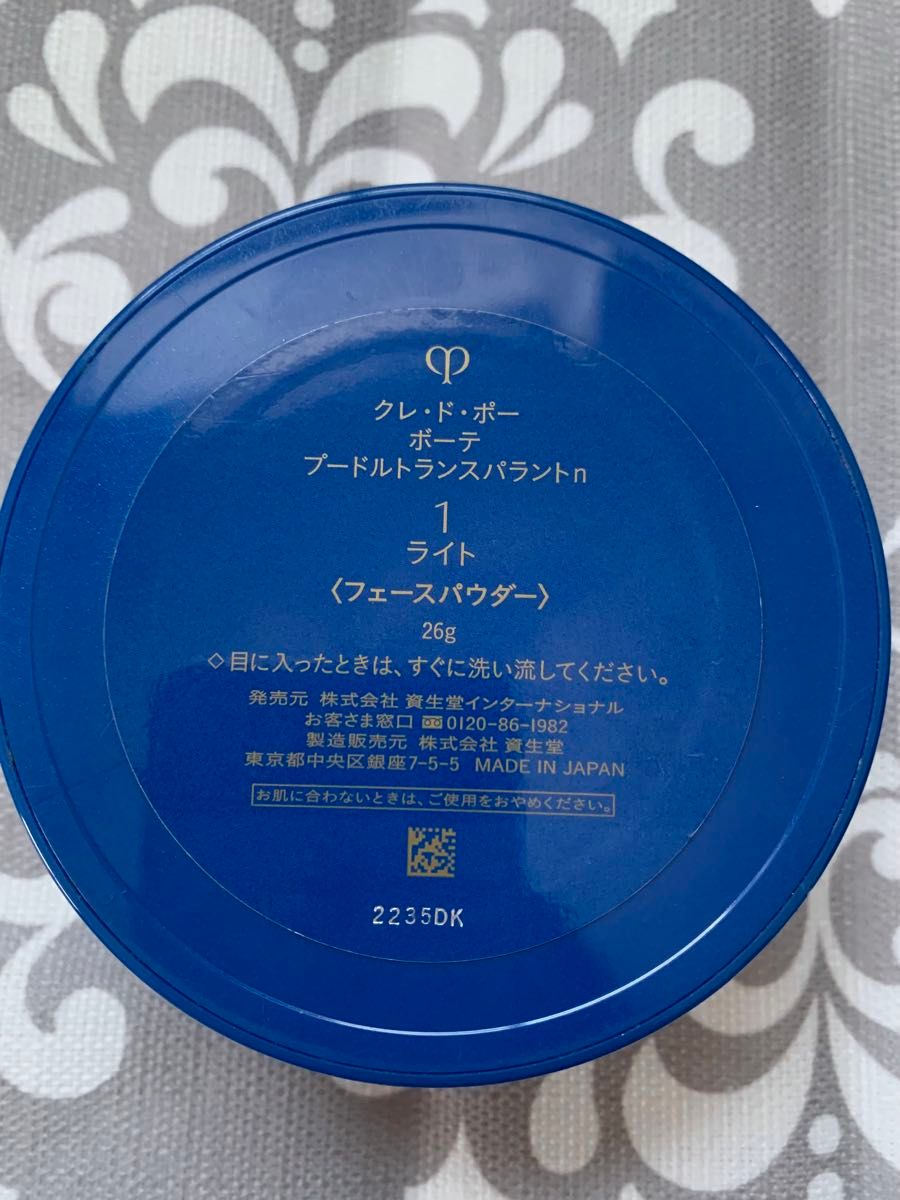 クレ・ド・ポー
ボーテ
プードルトランスパラントn
1
ライト
〈フェースパウダー〉
26g
◇目に入ったときは、すぐに洗い流してください。
発売元 株式会社 資生堂インターナショナル
お客さま窓口 0120-86-1982
製造販売元 株式会社 資生堂
東京都中央区銀座7-5-5 MADE IN JAPAN
お肌に合わないときは、ご使用をおやめください。
2235DK